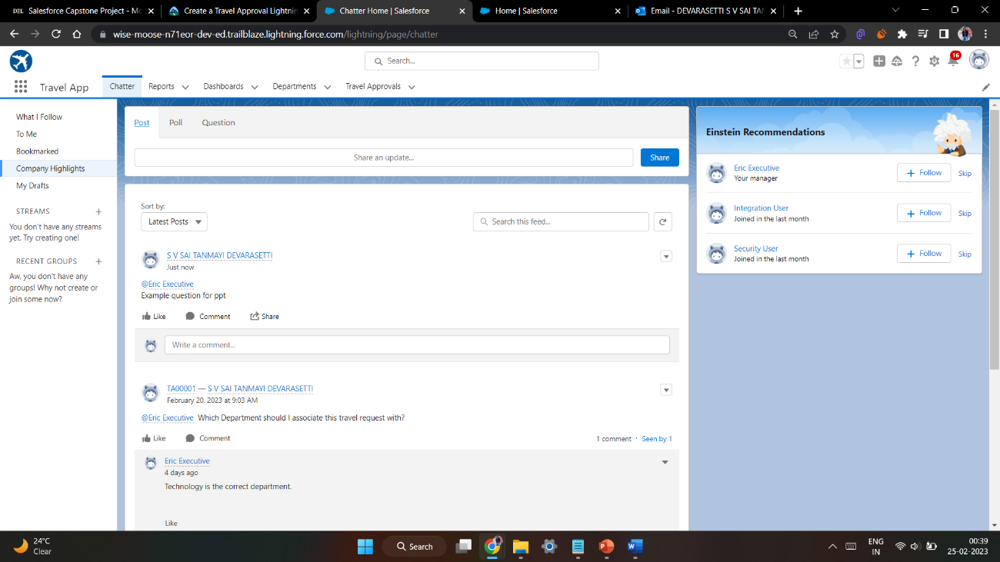 D2L Salesforce Capstone Project - Mo
Create a Travel Approval Lightnin
Chatter Home | Salesforce
Home | Salesforce
Email - DEVARASETTI S V SAI TAN
wise-moose-n71eor-dev-ed.trailblaze.lightning.force.com/lightning/page/chatter
Search...
16
Travel App
Chatter
Reports
Dashboards
Departments
Travel Approvals
What I Follow
To Me
Bookmarked
Company Highlights
My Drafts
STREAMS
You don't have any streams
yet. Try creating one!
RECENT GROUPS
Aw, you don't have any
groups! Why not create or
join some now?
Post
Poll
Question
Share an update...
Share
Sort by:
Latest Posts
Search this feed...
S V SAI TANMAYI DEVARASETTI
Just now
@Eric Executive
Example question for ppt
Like
Comment
Share
Write a comment...
TA00001 — S V SAI TANMAYI DEVARASETTI
February 20, 2023 at 9:03 AM
@Eric Executive Which Department should I associate this travel request with?
Like
Comment
1 comment · Seen by 1
Eric Executive
4 days ago
Technology is the correct department.
Like
Einstein Recommendations
Eric Executive
Your manager
Follow
Skip
Integration User
Joined in the last month
Follow
Skip
Security User
Joined in the last month
Follow
Skip
24°C
Clear
Search
ENG
IN
00:39
25-02-2023